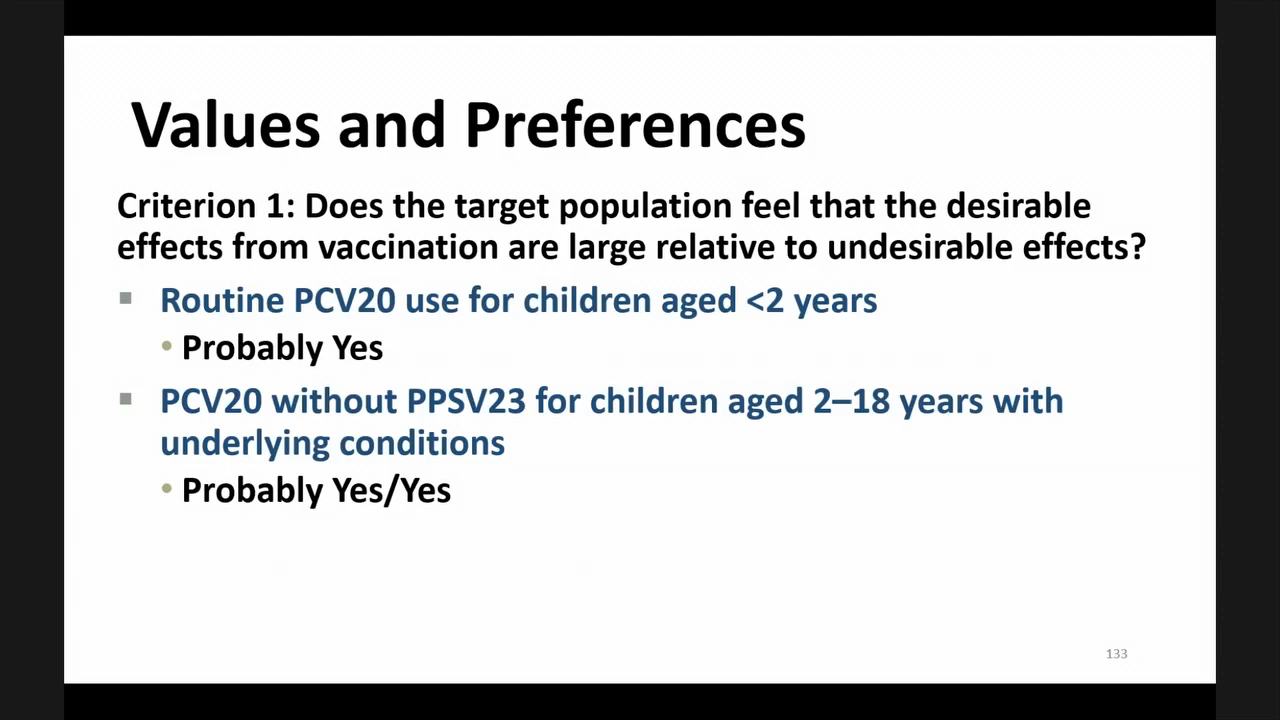 Values and Preferences
Criterion 1: Does the target population feel that the desirable
effects from vaccination are large relative to undesirable effects?
Routine PCV20 use for children aged <2 years
Probably Yes
PCV20 without PPSV23 for children aged 2–18 years with
underlying conditions
Probably Yes/Yes
133